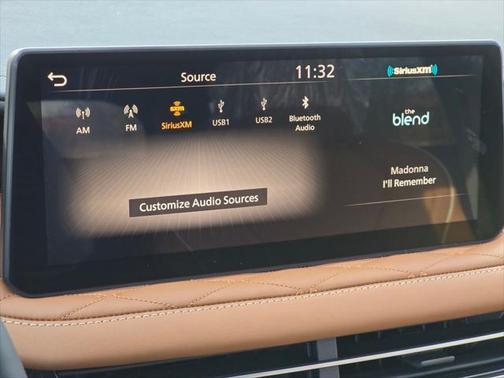 Source
11:32
SiriusXM
AM
FM
SXM
SiriusXM
USB1
USB2
Bluetooth
Audio
the
blend
Madonna
I'll Remember
Customize Audio Sources